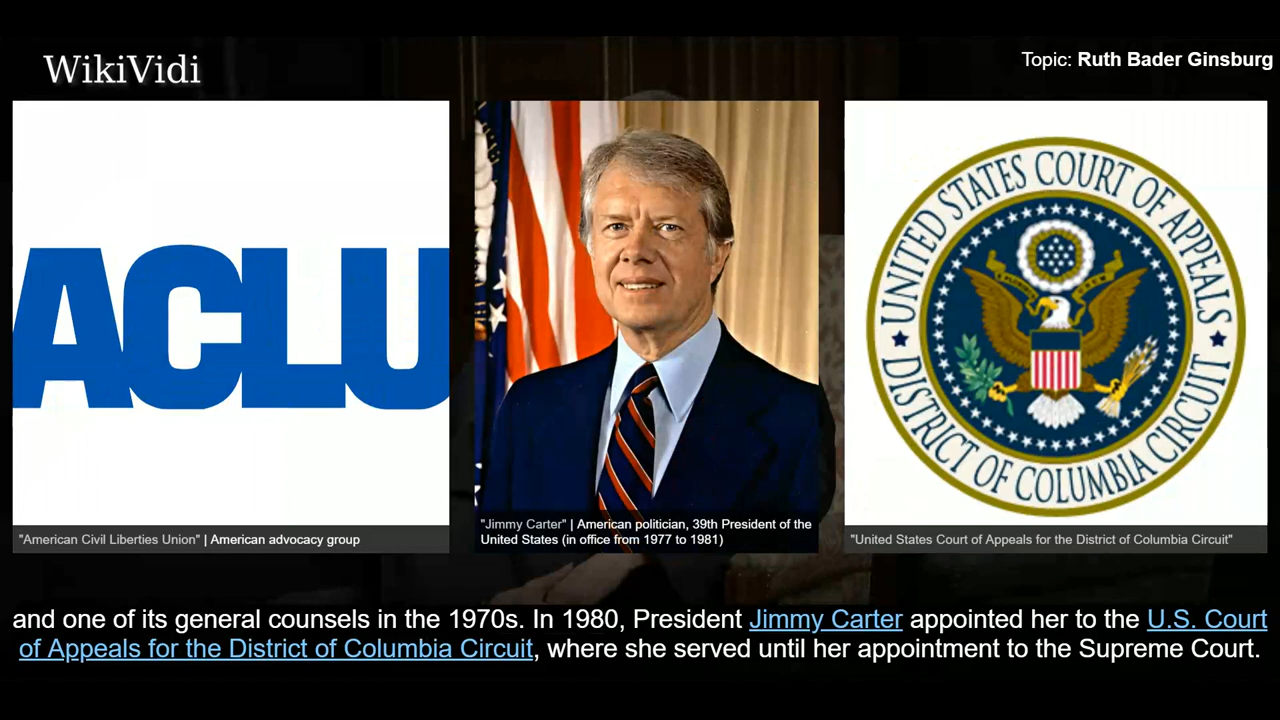 WikiVidi
Topic: Ruth Bader Ginsburg
ACLU
UNITED STATES COURT OF APPEALS
DISTRICT OF COLUMBIA CIRCUIT
"American Civil Liberties Union" | American advocacy group
"Jimmy Carter" | American politician, 39th President of the
United States (in office from 1977 to 1981)
"United States Court of Appeals for the District of Columbia Circuit"
and one of its general counsels in the 1970s. In 1980, President Jimmy Carter appointed her to the U.S. Court
of Appeals for the District of Columbia Circuit, where she served until her appointment to the Supreme Court.